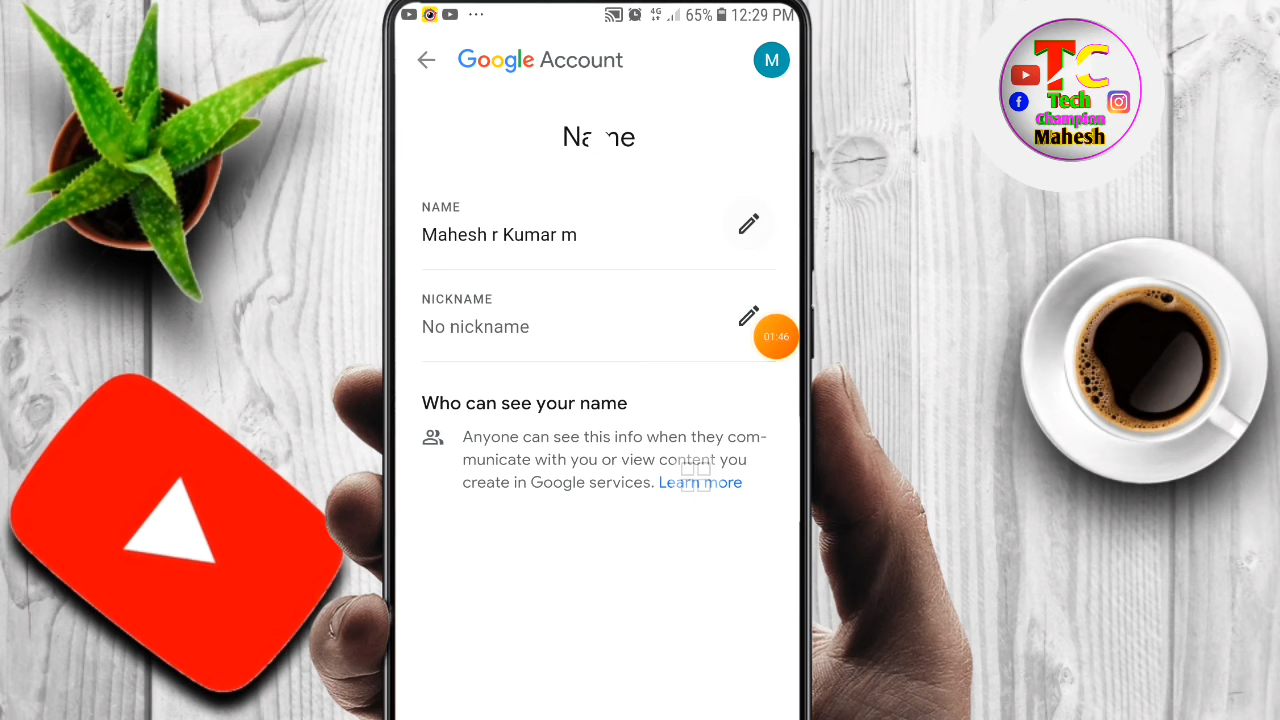 65% 12:29 PM
4G
Google Account
M
Name
NAME
Mahesh r Kumar m
NICKNAME
No nickname
01:46
Who can see your name
Anyone can see this info when they com-
municate with you or view content you
create in Google services. Learn more
TC
Tech
Champion
Mahesh